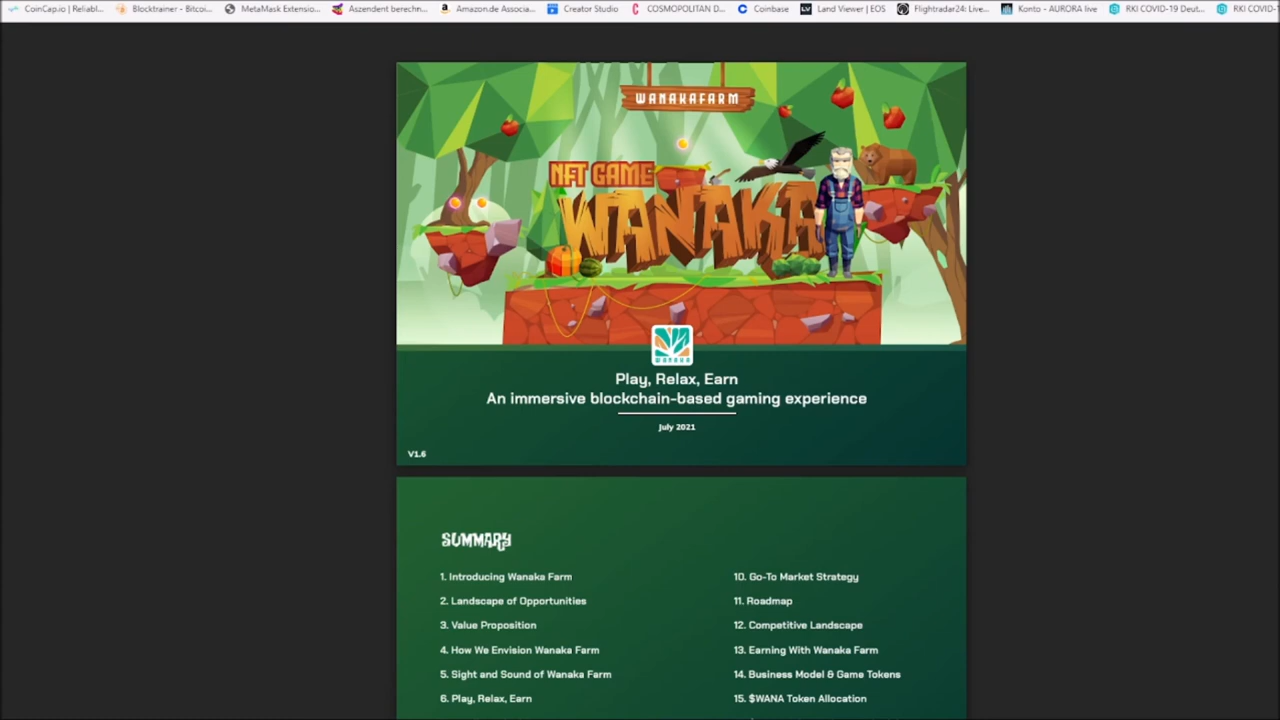 CoinCap.io | Reliabl... Blocktrainer - Bitcoi... MetaMask Extensio... Aszendent berechn... Amazon.de Associa... Creator Studio COSMOPOLITAN D... Coinbase Land Viewer | EOS Flightradar24: Live... Konto - AURORA live RKI COVID-19 Deut... RKI COVID-1
WANAKAFARM
NFT GAME
WANAKA
WANAKA
Play, Relax, Earn
An immersive blockchain-based gaming experience
July 2021
V1.6
SUMMARY
1. Introducing Wanaka Farm
2. Landscape of Opportunities
3. Value Proposition
4. How We Envision Wanaka Farm
5. Sight and Sound of Wanaka Farm
6. Play, Relax, Earn
10. Go-To Market Strategy
11. Roadmap
12. Competitive Landscape
13. Earning With Wanaka Farm
14. Business Model & Game Tokens
15. $WANA Token Allocation